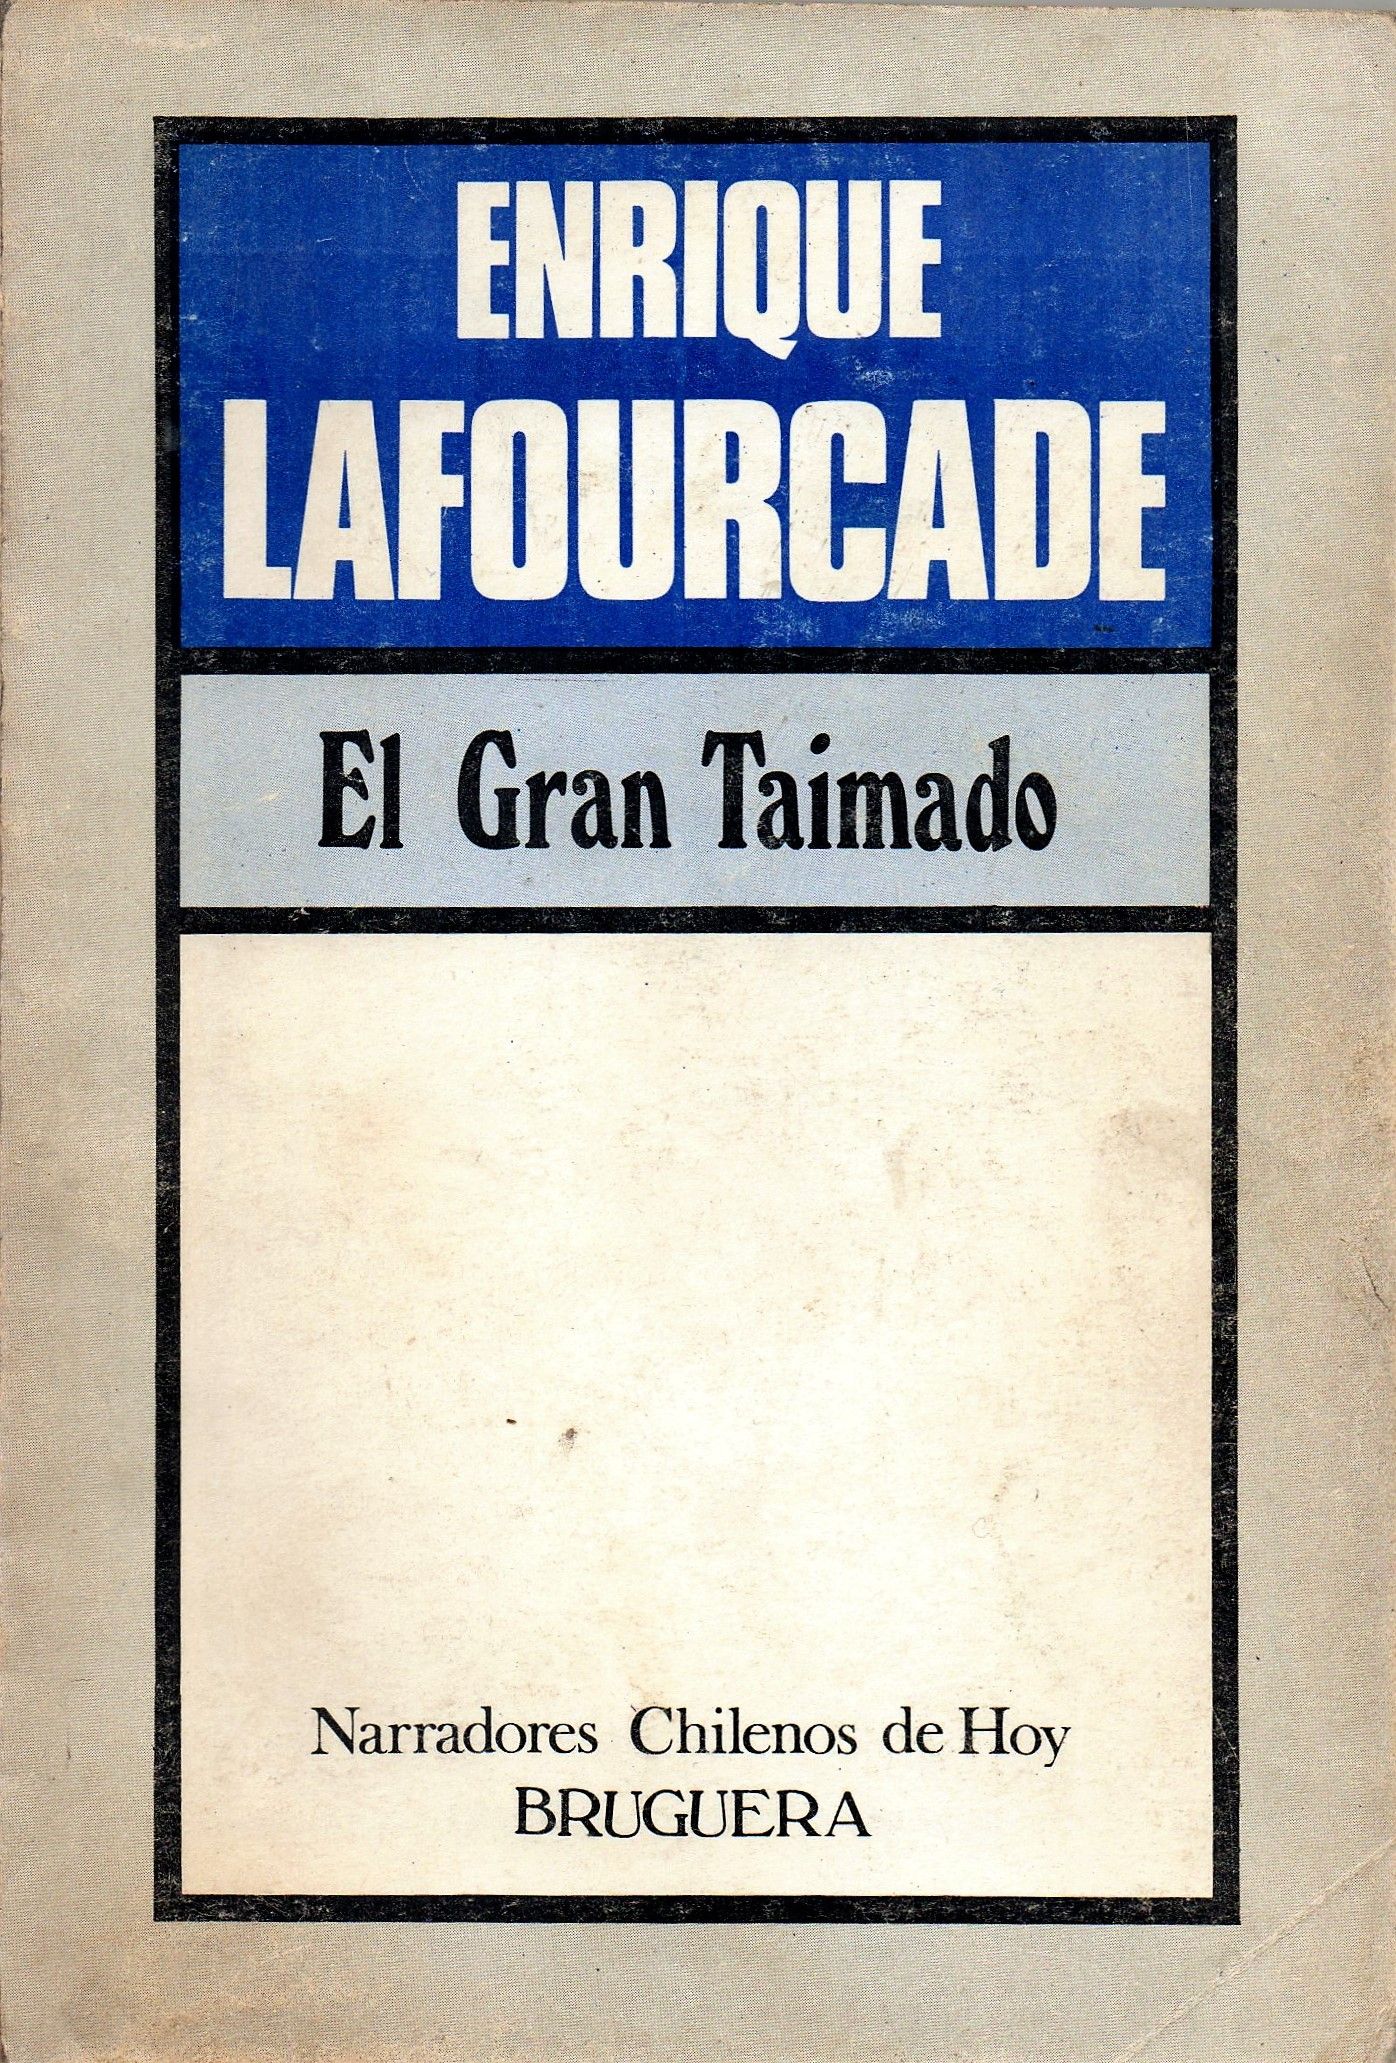 ENRIQUE
LAFOURCADE
El Gran Taimado
Narradores Chilenos de Hoy
BRUGUERA